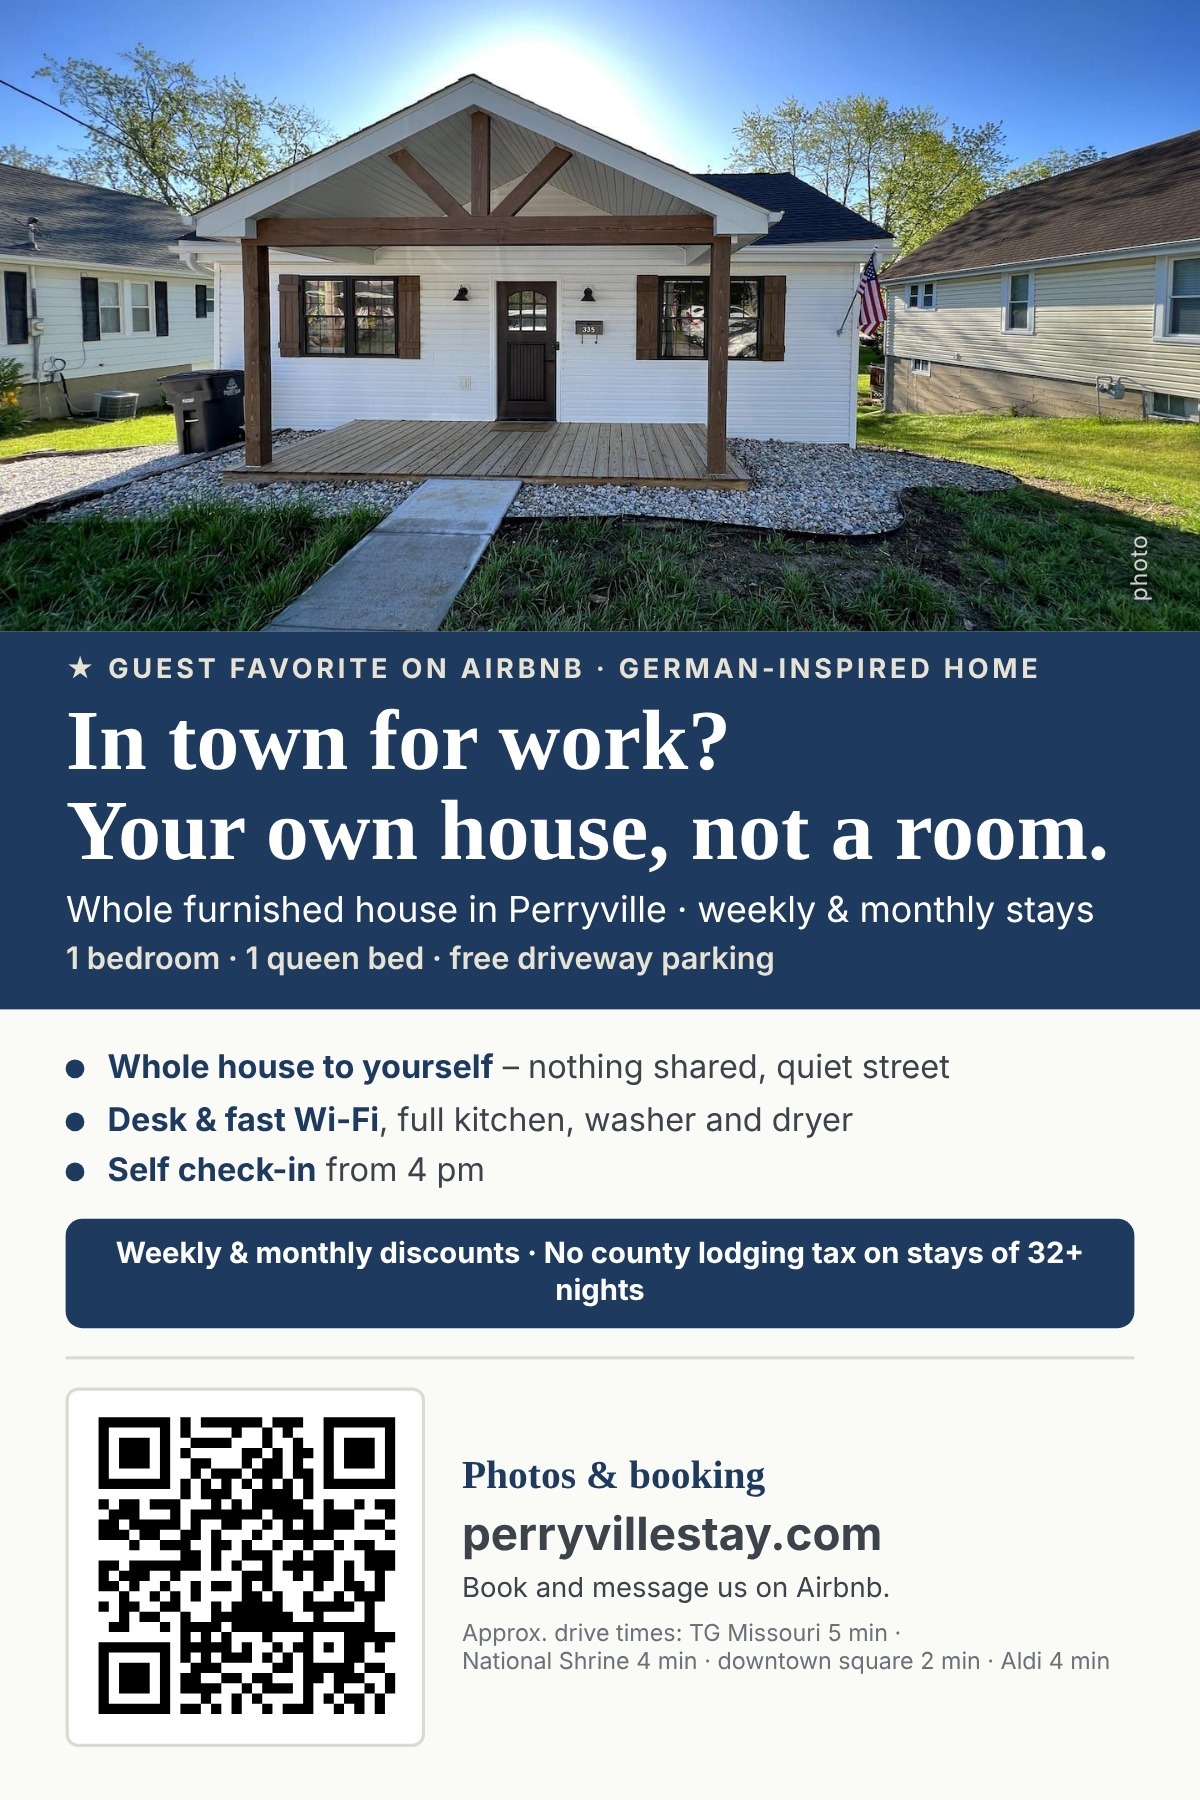 335
photo
★ GUEST FAVORITE ON AIRBNB · GERMAN-INSPIRED HOME
In town for work?
Your own house, not a room.
Whole furnished house in Perryville · weekly & monthly stays
1 bedroom · 1 queen bed · free driveway parking
● Whole house to yourself – nothing shared, quiet street
● Desk & fast Wi-Fi, full kitchen, washer and dryer
● Self check-in from 4 pm
Weekly & monthly discounts · No county lodging tax on stays of 32+
nights
Photos & booking
perryvillestay.com
Book and message us on Airbnb.
Approx. drive times: TG Missouri 5 min ·
National Shrine 4 min · downtown square 2 min · Aldi 4 min